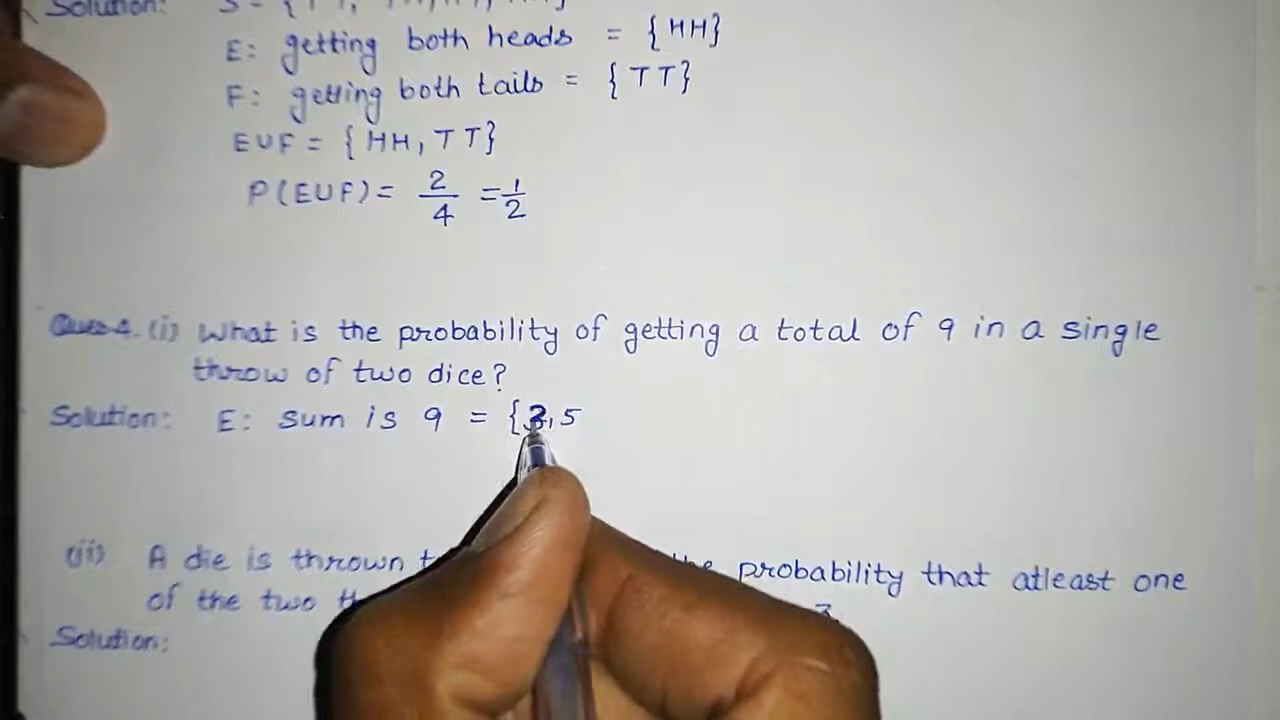 Solution: S = {
E: getting both heads = {HH}
F: getting both tails = {TT}
EUF = {HH, TT}
P(EUF) = 2/4 = 1/2
Ques 4. (i) What is the probability of getting a total of 9 in a single
throw of two dice?
Solution: E: Sum is 9 = {3,5
(ii) A die is thrown probability that atleast one
of the two
Solution: